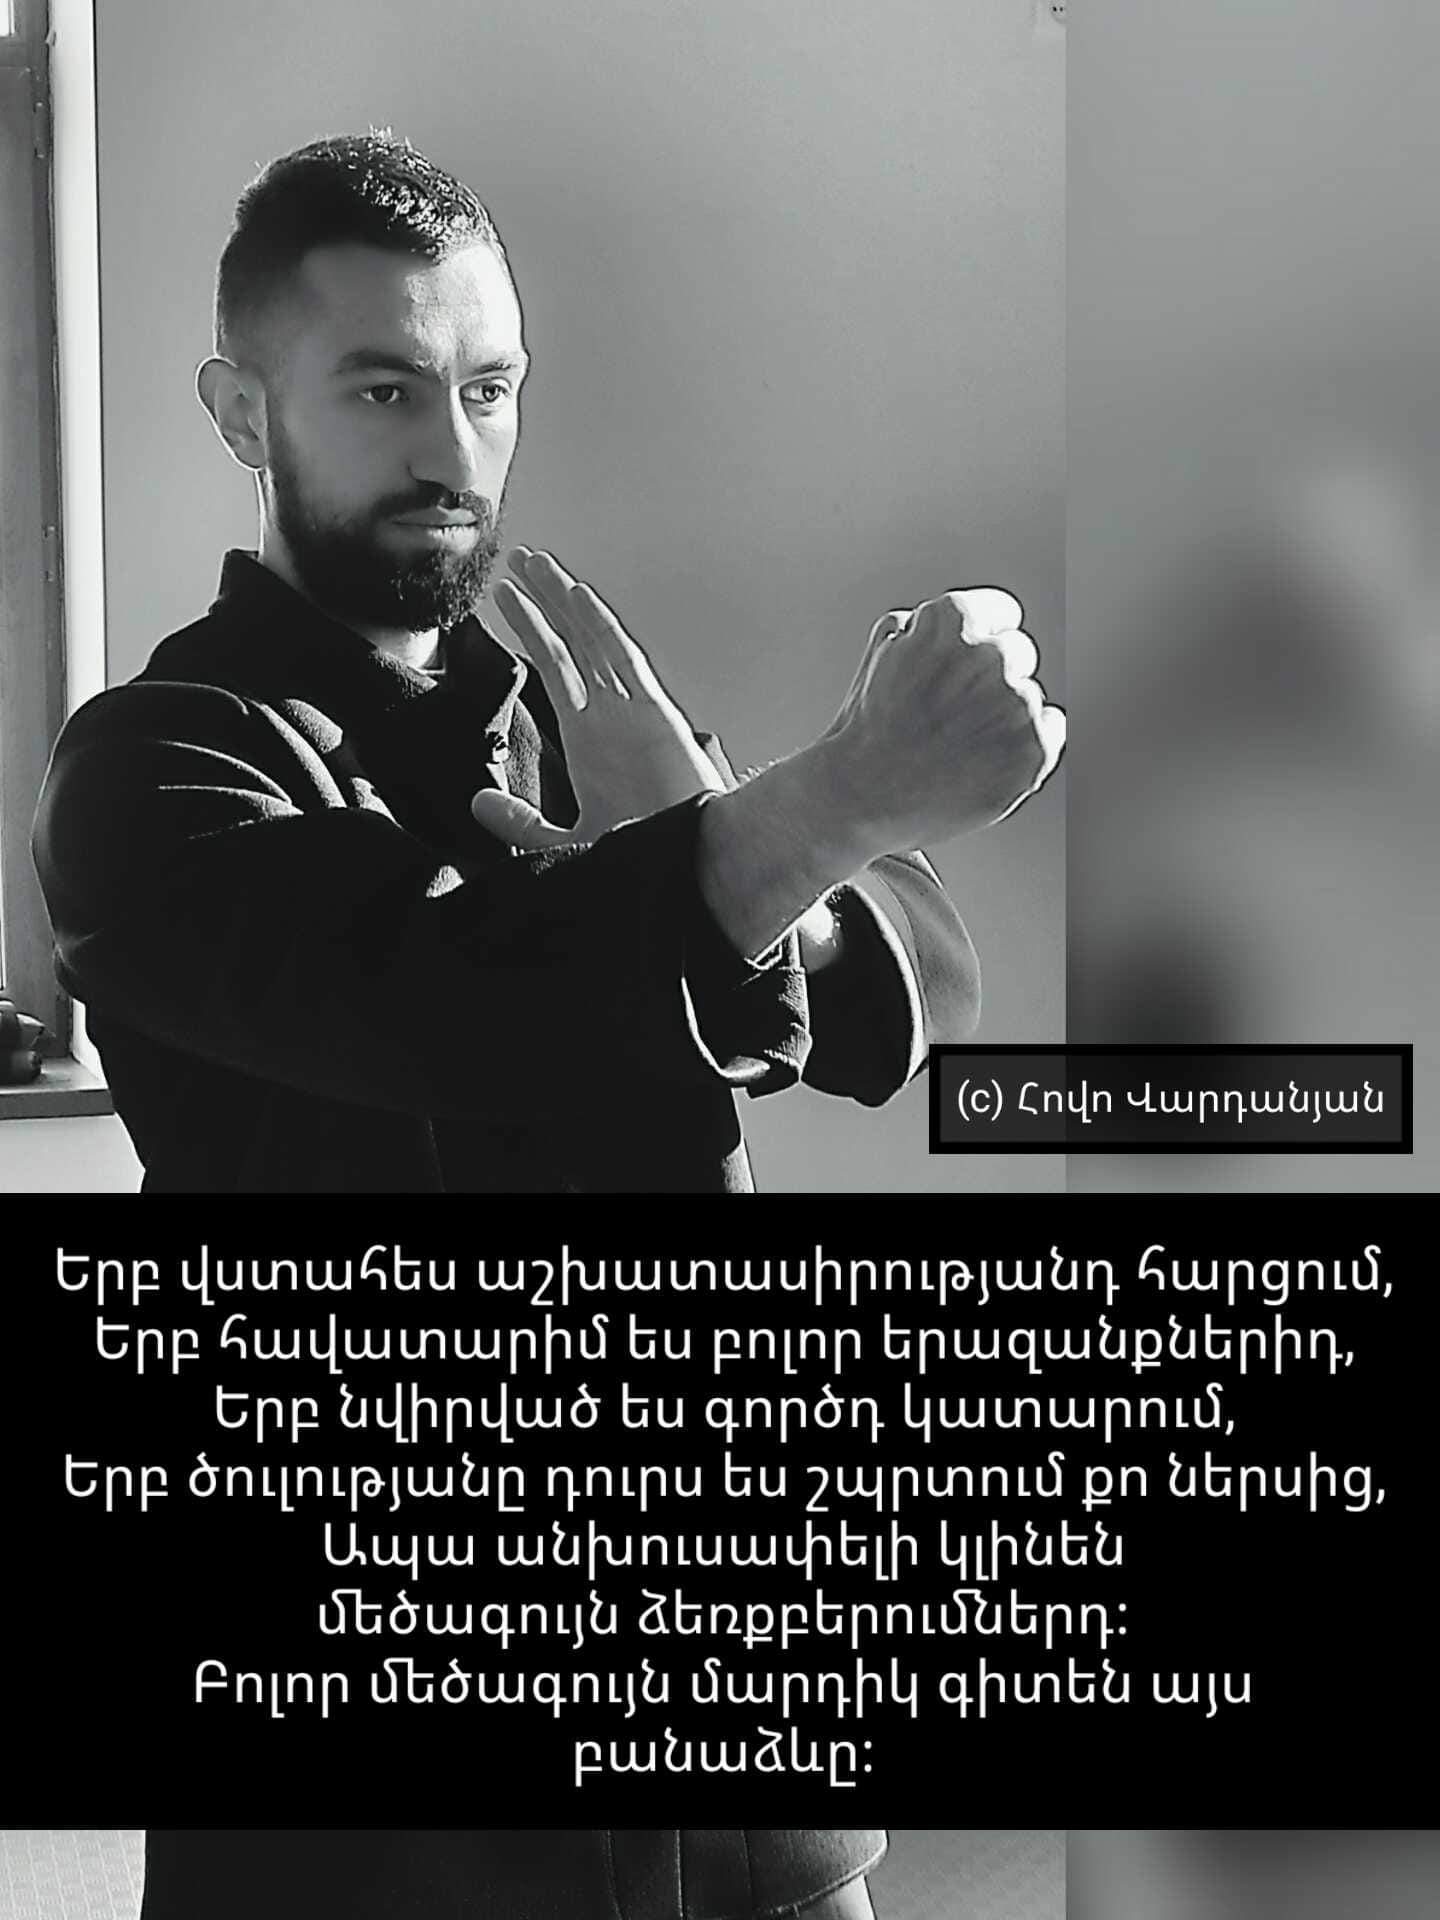 (c) Հովո Վարդանյան
Երբ վստահես աշխատասիրությանդ հարցում,
Երբ հավատարիմ ես բոլոր երազանքներիդ,
Երբ նվիրված ես գործդ կատարում,
Երբ ծուլությանը դուրս ես շպրտում քո ներսից,
Ապա անխուսափելի կլինեն
մեծագույն ձեռքբերումներդ:
Բոլոր մեծագույն մարդիկ գիտեն այս
բանաձևը: